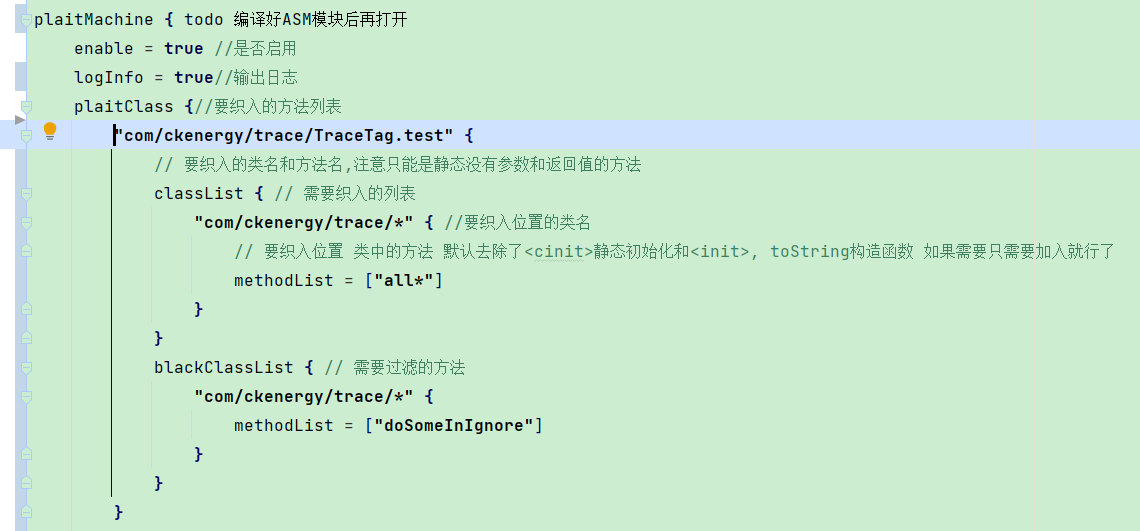 plaitMachine { todo 编译好ASM模块后再打开
    enable = true //是否启用
    logInfo = true//输出日志
    plaitClass {//要织入的方法列表
        "com/ckenergy/trace/TraceTag.test" {
            // 要织入的类名和方法名,注意只能是静态没有参数和返回值的方法
            classList { // 需要织入的列表
                "com/ckenergy/trace/*" { //要织入位置的类名
                    // 要织入位置 类中的方法 默认去除了<cinit>静态初始化和<init>, toString构造函数 如果需要只需要加入就行了
                    methodList = ["all*"]
                }
            }
            blackClassList { // 需要过滤的方法
                "com/ckenergy/trace/*" {
                    methodList = ["doSomeInIgnore"]
                }
            }
        }